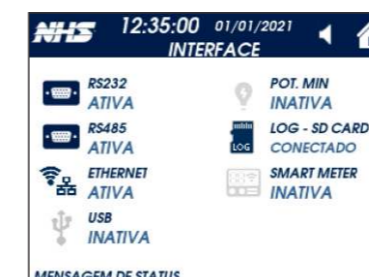 NHS 12:35:00 01/01/2021
INTERFACE
RS232
ATIVA
POT. MIN
INATIVA
RS485
ATIVA
LOG
LOG - SD CARD
CONECTADO
ETHERNET
ATIVA
SMART METER
INATIVA
USB
INATIVA
MENSAGEM DE STATUS